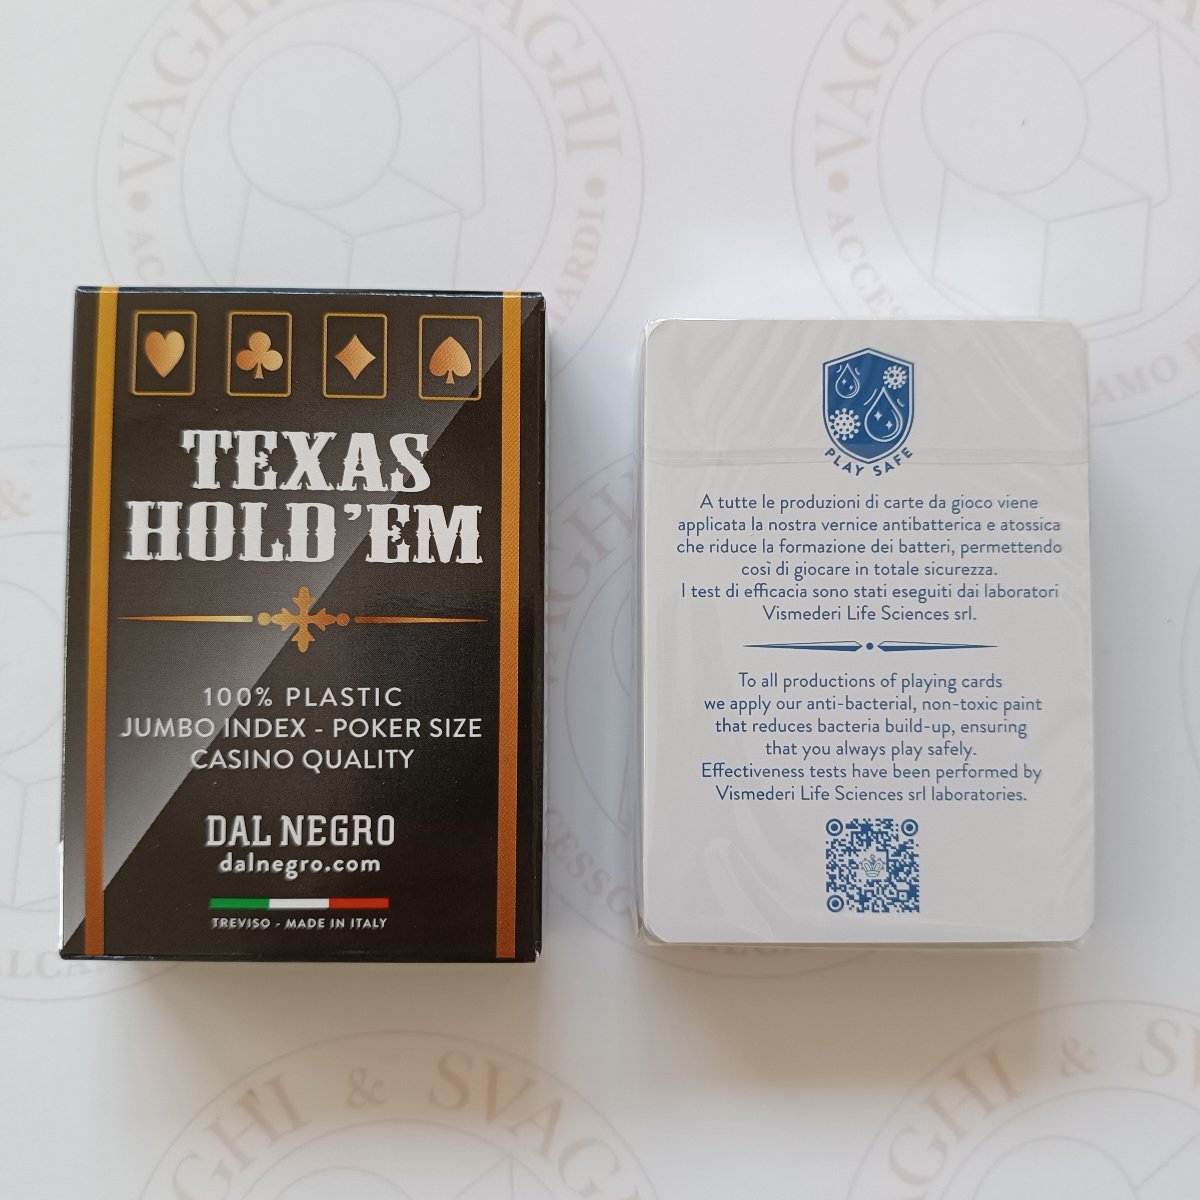 TEXAS
HOLD'EM
100% PLASTIC
JUMBO INDEX - POKER SIZE
CASINO QUALITY
DAL NEGRO
dalnegro.com
TREVISO - MADE IN ITALY
PLAY SAFE
A tutte le produzioni di carte da gioco viene
applicata la nostra vernice antibatterica e atossica
che riduce la formazione dei batteri, permettendo
così di giocare in totale sicurezza.
I test di efficacia sono stati eseguiti dai laboratori
Vismederi Life Sciences srl.
To all productions of playing cards
we apply our anti-bacterial, non-toxic paint
that reduces bacteria build-up, ensuring
that you always play safely.
Effectiveness tests have been performed by
Vismederi Life Sciences srl laboratories.